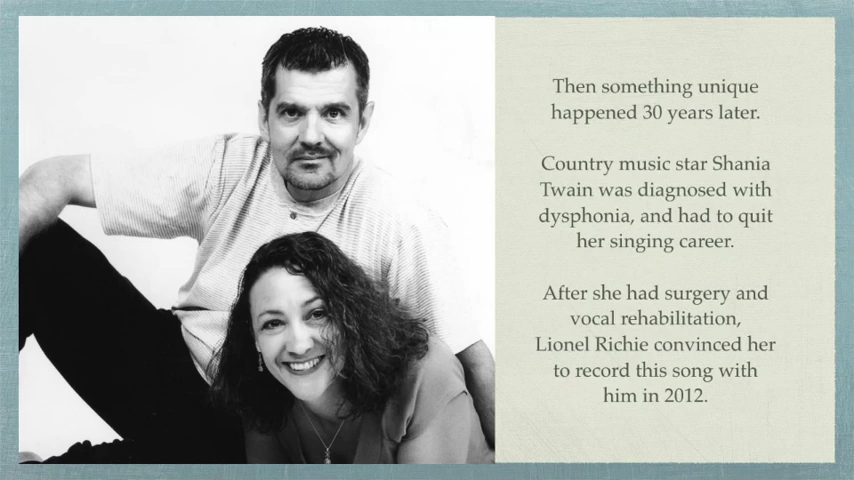 Then something unique
happened 30 years later.
Country music star Shania
Twain was diagnosed with
dysphonia, and had to quit
her singing career.
After she had surgery and
vocal rehabilitation,
Lionel Richie convinced her
to record this song with
him in 2012.